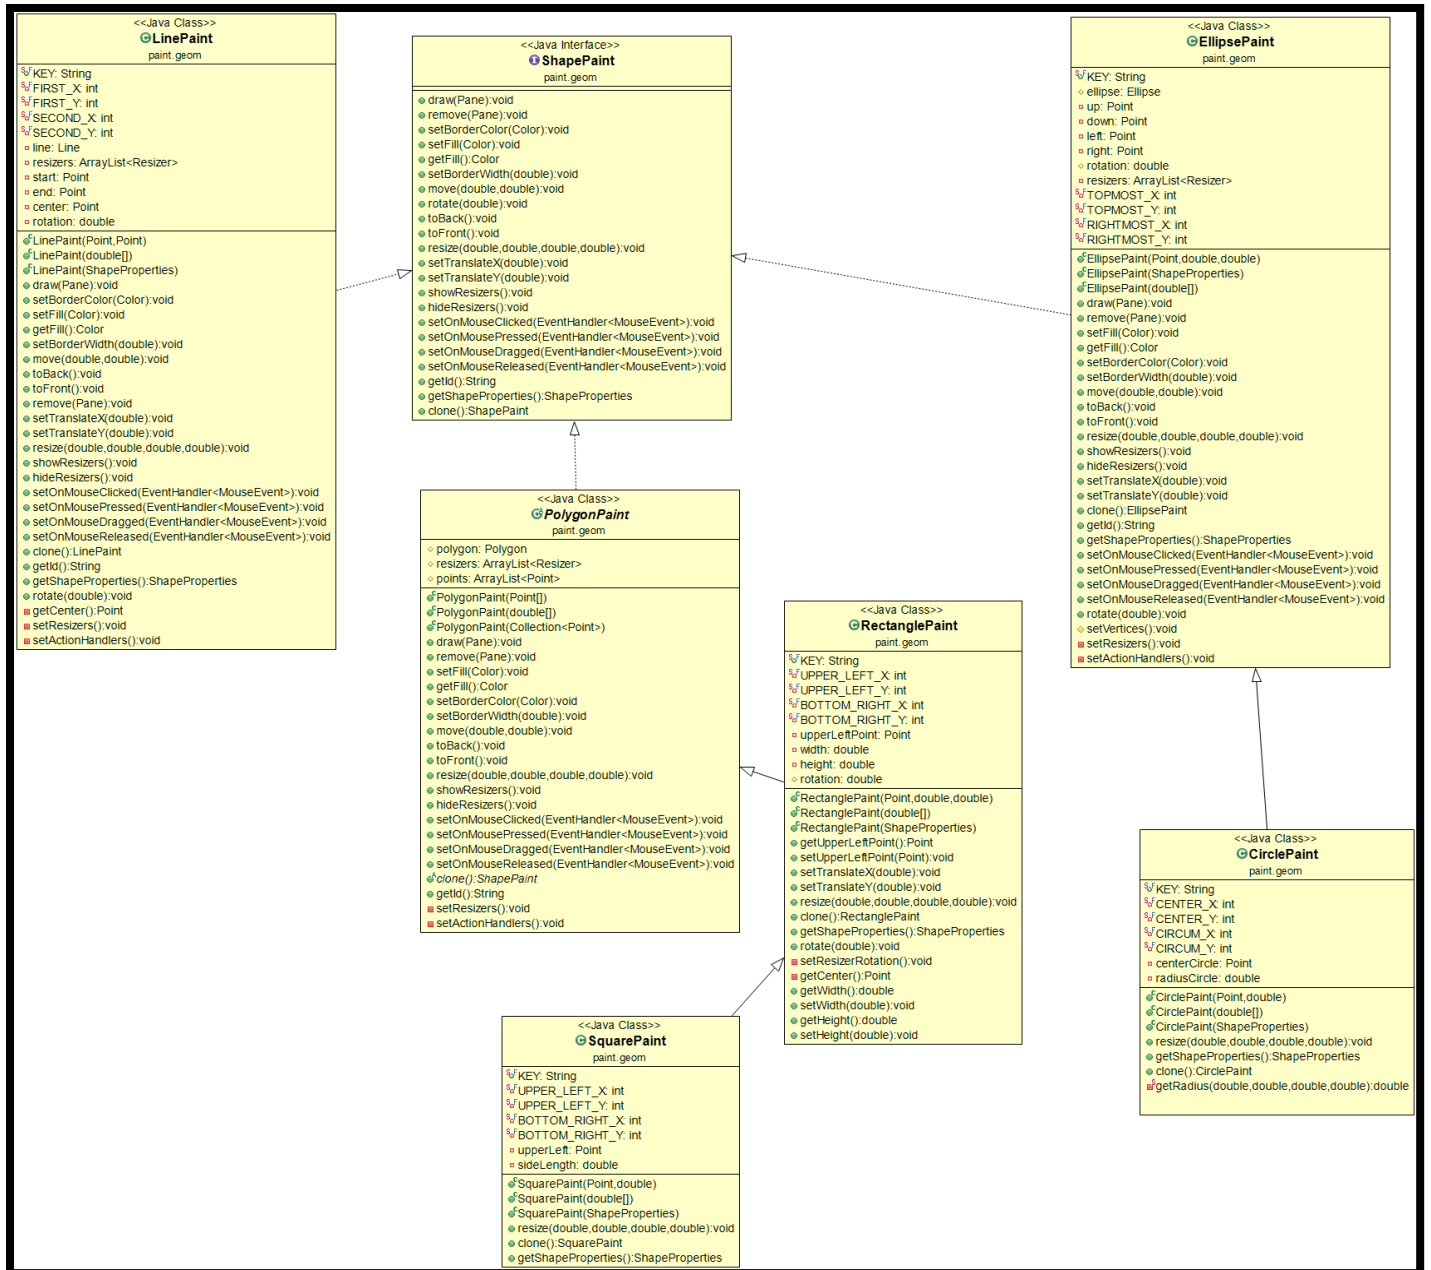 <<Java Class>>
LinePaint
paint.geom
KEY: String
FIRST_X: int
FIRST_Y: int
SECOND_X: int
SECOND_Y: int
line: Line
resizers: ArrayList<Resizer>
start: Point
end: Point
center: Point
rotation: double
LinePaint(Point,Point)
LinePaint(double[])
LinePaint(ShapeProperties)
draw(Pane):void
setBorderColor(Color):void
setFill(Color):void
getFill():Color
setBorderWidth(double):void
move(double,double):void
toBack():void
toFront():void
remove(Pane):void
setTranslateX(double):void
setTranslateY(double):void
resize(double,double,double,double):void
showResizers():void
hideResizers():void
setOnMouseClicked(EventHandler<MouseEvent>):void
setOnMousePressed(EventHandler<MouseEvent>):void
setOnMouseDragged(EventHandler<MouseEvent>):void
setOnMouseReleased(EventHandler<MouseEvent>):void
clone():LinePaint
getId():String
getShapeProperties():ShapeProperties
rotate(double):void
getCenter():Point
setResizers():void
setActionHandlers():void
<<Java Interface>>
ShapePaint
paint.geom
draw(Pane):void
remove(Pane):void
setBorderColor(Color):void
setFill(Color):void
getFill():Color
setBorderWidth(double):void
move(double,double):void
rotate(double):void
toBack():void
toFront():void
resize(double,double,double,double):void
setTranslateX(double):void
setTranslateY(double):void
showResizers():void
hideResizers():void
setOnMouseClicked(EventHandler<MouseEvent>):void
setOnMousePressed(EventHandler<MouseEvent>):void
setOnMouseDragged(EventHandler<MouseEvent>):void
setOnMouseReleased(EventHandler<MouseEvent>):void
getId():String
getShapeProperties():ShapeProperties
clone():ShapePaint
<<Java Class>>
EllipsePaint
paint.geom
KEY: String
ellipse: Ellipse
up: Point
down: Point
left: Point
right: Point
rotation: double
resizers: ArrayList<Resizer>
TOPMOST_X: int
TOPMOST_Y: int
RIGHTMOST_X: int
RIGHTMOST_Y: int
EllipsePaint(Point,double,double)
EllipsePaint(ShapeProperties)
EllipsePaint(double[])
draw(Pane):void
remove(Pane):void
setFill(Color):void
getFill():Color
setBorderColor(Color):void
setBorderWidth(double):void
move(double,double):void
toBack():void
toFront():void
resize(double,double,double,double):void
showResizers():void
hideResizers():void
setTranslateX(double):void
setTranslateY(double):void
clone():EllipsePaint
getId():String
getShapeProperties():ShapeProperties
setOnMouseClicked(EventHandler<MouseEvent>):void
setOnMousePressed(EventHandler<MouseEvent>):void
setOnMouseDragged(EventHandler<MouseEvent>):void
setOnMouseReleased(EventHandler<MouseEvent>):void
rotate(double):void
setVertices():void
setResizers():void
setActionHandlers():void
<<Java Class>>
PolygonPaint
paint.geom
polygon: Polygon
resizers: ArrayList<Resizer>
points: ArrayList<Point>
PolygonPaint(Point[])
PolygonPaint(double[])
PolygonPaint(Collection<Point>)
draw(Pane):void
remove(Pane):void
setFill(Color):void
getFill():Color
setBorderColor(Color):void
setBorderWidth(double):void
move(double,double):void
toBack():void
toFront():void
resize(double,double,double,double):void
showResizers():void
hideResizers():void
setOnMouseClicked(EventHandler<MouseEvent>):void
setOnMousePressed(EventHandler<MouseEvent>):void
setOnMouseDragged(EventHandler<MouseEvent>):void
setOnMouseReleased(EventHandler<MouseEvent>):void
clone():ShapePaint
getId():String
setResizers():void
setActionHandlers():void
<<Java Class>>
RectanglePaint
paint.geom
KEY: String
UPPER_LEFT_X: int
UPPER_LEFT_Y: int
BOTTOM_RIGHT_X: int
BOTTOM_RIGHT_Y: int
upperLeftPoint: Point
width: double
height: double
rotation: double
RectanglePaint(Point,double,double)
RectanglePaint(double[])
RectanglePaint(ShapeProperties)
getUpperLeftPoint():Point
setUpperLeftPoint(Point):void
setTranslateX(double):void
setTranslateY(double):void
resize(double,double,double,double):void
clone():RectanglePaint
getShapeProperties():ShapeProperties
rotate(double):void
setResizerRotation():void
getCenter():Point
getWidth():double
setWidth(double):void
getHeight():double
setHeight(double):void
<<Java Class>>
CirclePaint
paint.geom
KEY: String
CENTER_X: int
CENTER_Y: int
CIRCUM_X: int
CIRCUM_Y: int
centerCircle: Point
radiusCircle: double
CirclePaint(Point,double)
CirclePaint(double[])
CirclePaint(ShapeProperties)
resize(double,double,double,double):void
getShapeProperties():ShapeProperties
clone():CirclePaint
getRadius(double,double,double,double):double
<<Java Class>>
SquarePaint
paint.geom
KEY: String
UPPER_LEFT_X: int
UPPER_LEFT_Y: int
BOTTOM_RIGHT_X: int
BOTTOM_RIGHT_Y: int
upperLeft: Point
sideLength: double
SquarePaint(Point,double)
SquarePaint(double[])
SquarePaint(ShapeProperties)
resize(double,double,double,double):void
clone():SquarePaint
getShapeProperties():ShapeProperties